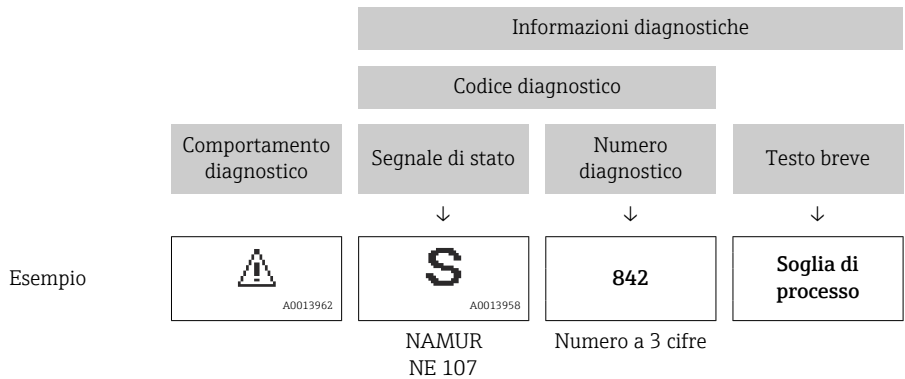 Informazioni diagnostiche
Codice diagnostico
Comportamento
diagnostico
Segnale di stato
Numero
diagnostico
Testo breve
↓ ↓ ↓
Esempio
A0013962
S
A0013958
842
Soglia di
processo
NAMUR
NE 107
Numero a 3 cifre